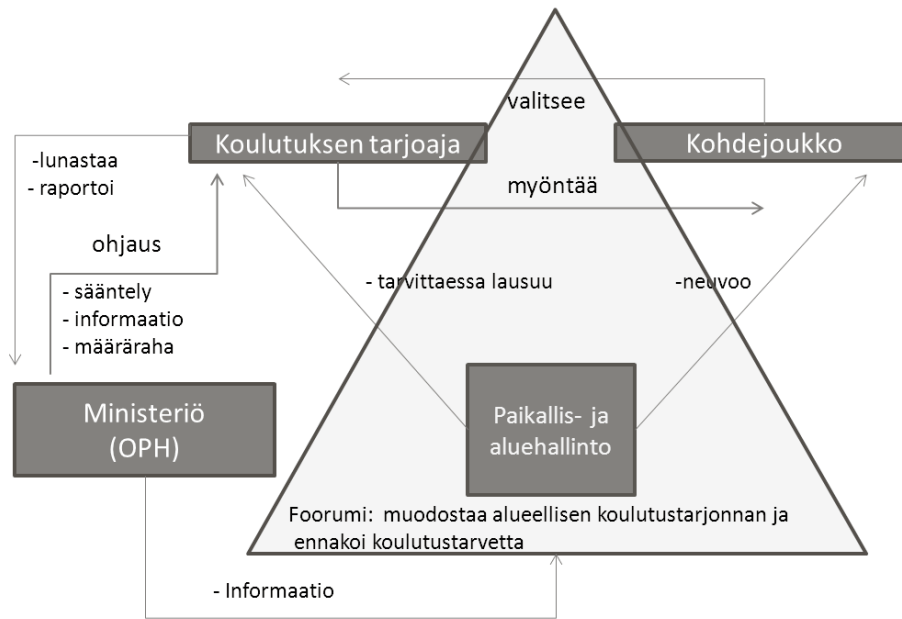 valitsee
Koulutuksen tarjoaja
Kohdejoukko
-lunastaa
- raportoi
myöntää
ohjaus
- tarvittaessa lausuu
-neuvoo
- sääntely
- informaatio
- määräraha
Ministeriö
(OPH)
Paikallis- ja
aluehallinto
Foorumi: muodostaa alueellisen koulutustarjonnan ja
ennakoi koulutustarvetta
- Informaatio